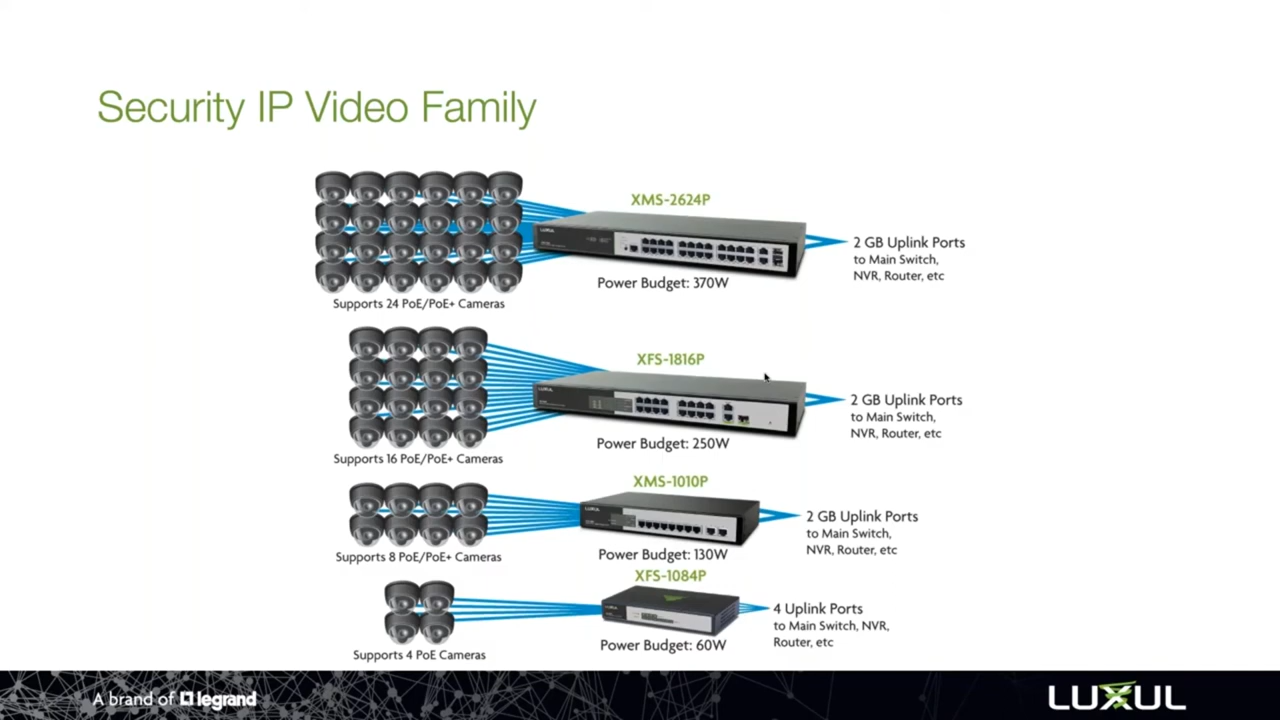 Security IP Video Family
XMS-2624P
LUXUL
2 GB Uplink Ports
to Main Switch,
NVR, Router, etc
Power Budget: 370W
Supports 24 PoE/PoE+ Cameras
XFS-1816P
LUXUL
2 GB Uplink Ports
to Main Switch,
NVR, Router, etc
Power Budget: 250W
Supports 16 PoE/PoE+ Cameras
XMS-1010P
2 GB Uplink Ports
to Main Switch,
NVR, Router, etc
Power Budget: 130W
Supports 8 PoE/PoE+ Cameras
XFS-1084P
LUXUL
4 Uplink Ports
to Main Switch, NVR,
Router, etc
Power Budget: 60W
Supports 4 PoE Cameras
A brand of legrand
LUXUL